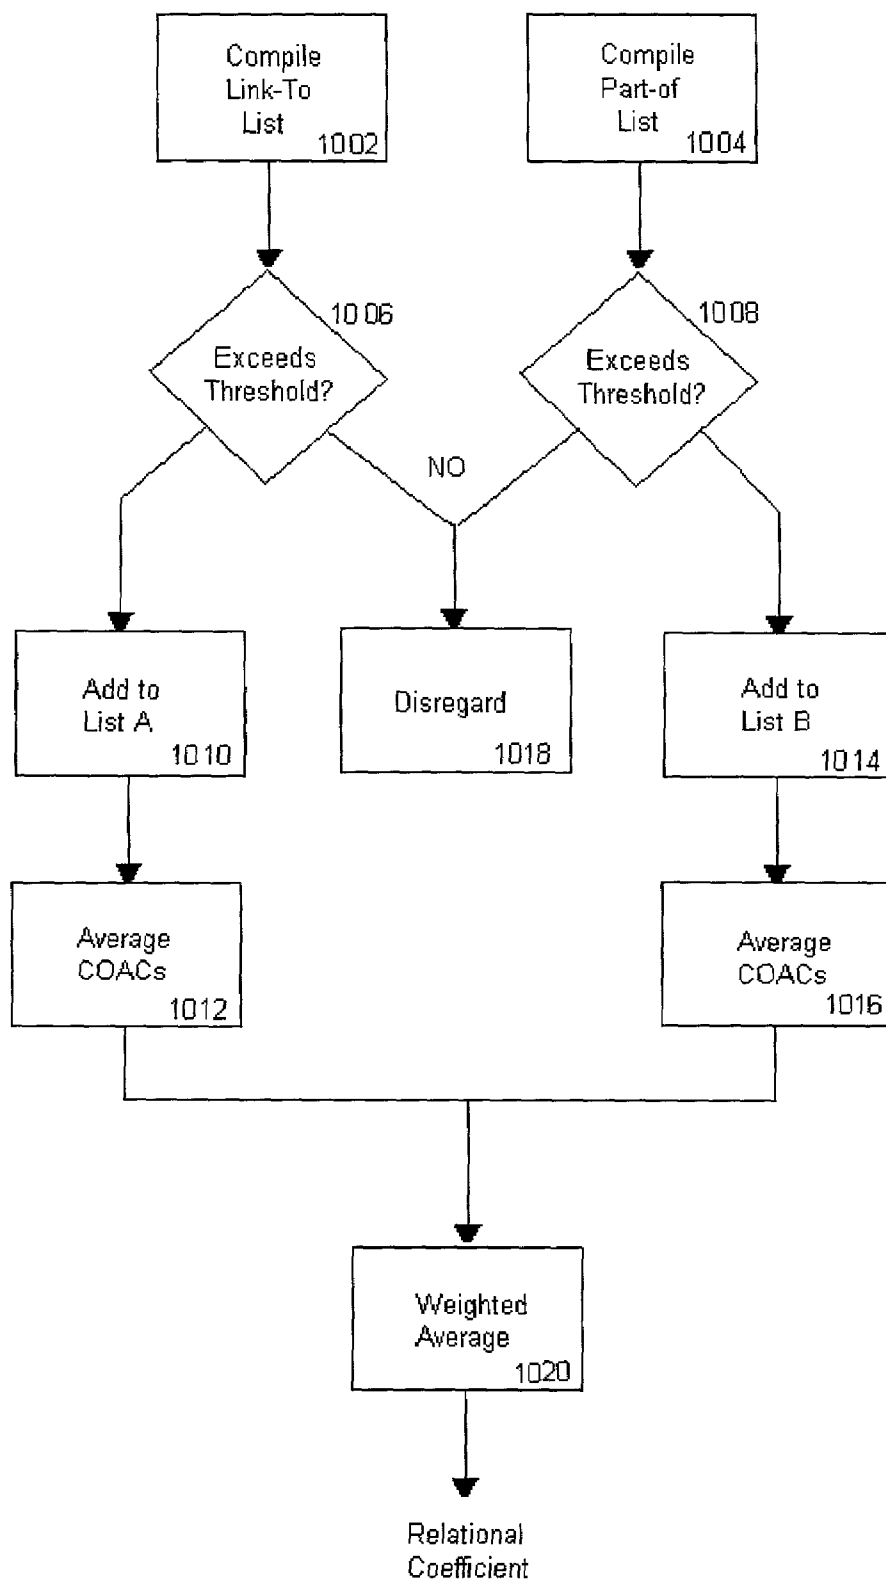 Compile
Link-To
List
1002
Compile
Part-of
List
1004
1006
Exceeds
Threshold?
1008
Exceeds
Threshold?
NO
Add to
List A
1010
Disregard
1018
Add to
List B
1014
Average
COACs
1012
Average
COACs
1016
Weighted
Average
1020
Relational
Coefficient